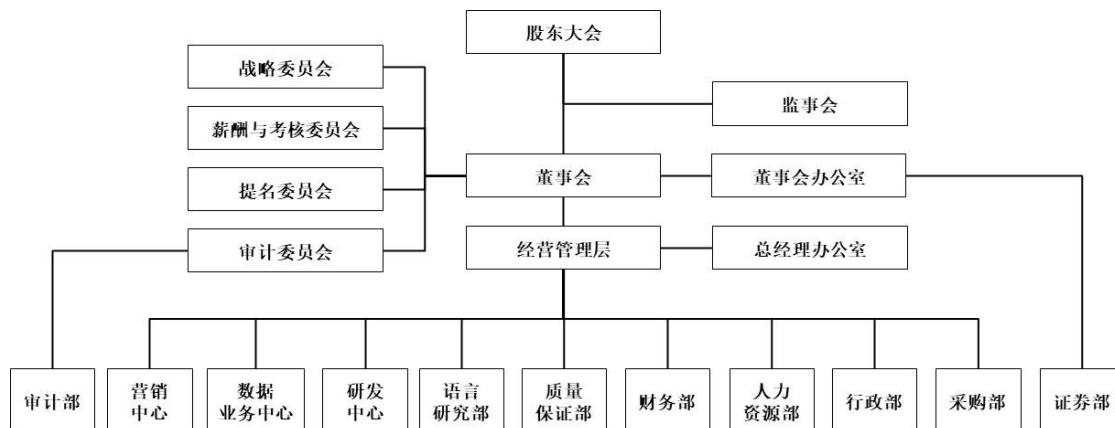 股东大会
战略委员会
监事会
薪酬与考核委员会
董事会
董事会办公室
提名委员会
经营管理层
总经理办公室
审计委员会
审计部
营销
中心
数据
业务中心
研发
中心
语言
研究部
质量
保证部
财务部
人力
资源部
行政部
采购部
证券部